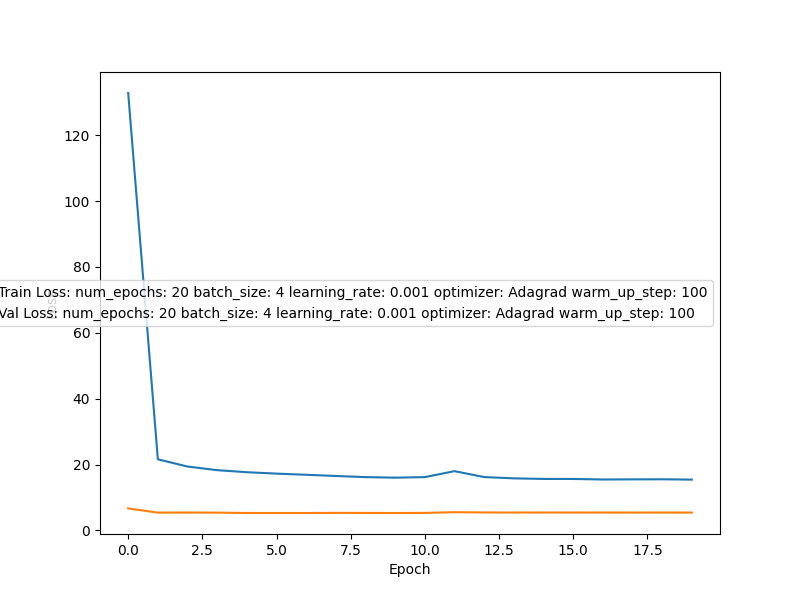 120
100
80
Train Loss: num_epochs: 20 batch_size: 4 learning_rate: 0.001 optimizer: Adagrad warm_up_step: 100
Val Loss: num_epochs: 20 batch_size: 4 learning_rate: 0.001 optimizer: Adagrad warm_up_step: 100
60
40
20
0
0.0 2.5 5.0 7.5 10.0 12.5 15.0 17.5
Epoch